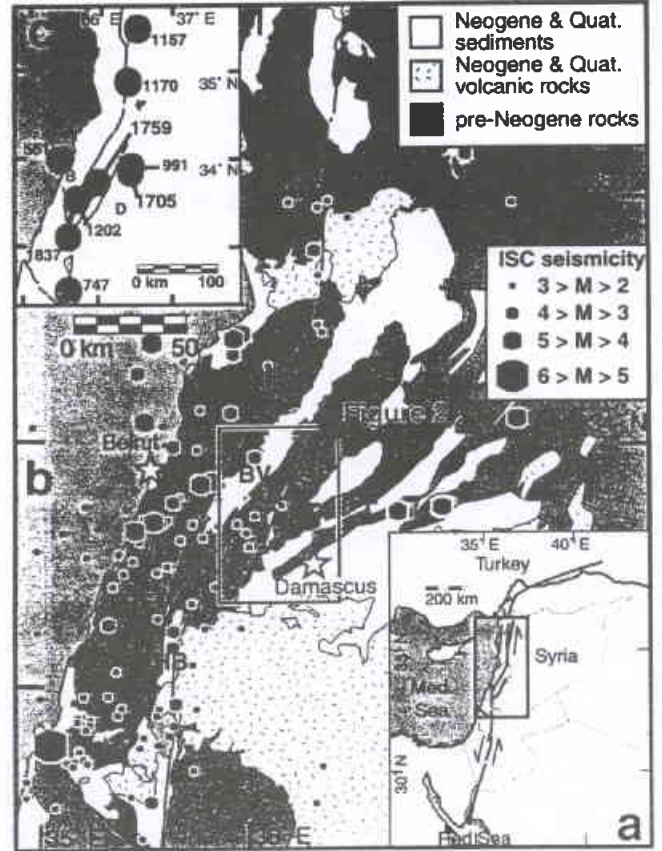 c
36° E 37° E
1157
1170
35° N
1759
34° N
991
B
D
1705
1202
837
747
0 km 100
Neogene & Quat.
sediments
Neogene & Quat.
volcanic rocks
pre-Neogene rocks
ISC seismicity
3 > M > 2
4 > M > 3
5 > M > 4
6 > M > 5
0 km 50
Figure 2
Beirut
b
BV
Damascus
HB
35° E 36° E
35° E 40° E
Turkey
200 km
Syria
Med.
Sea
30° N
Red Sea
a